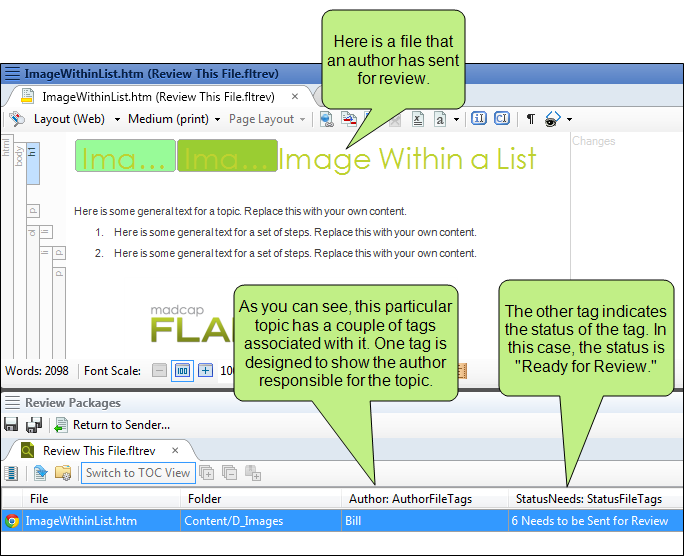 Here is a file that
an author has sent
for review.
ImageWithinList.htm (Review This File.fltrev)
ImageWithinList.htm (Review This File.fltrev) ×
Layout (Web) Medium (print) Page Layout x a ¶
html body h1 Ima... Ima... Image Within a List Changes
p Here is some general text for a topic. Replace this with your own content.
ol li 1. Here is some general text for a set of steps. Replace this with your own content.
p li 2. Here is some general text for a set of steps. Replace this with your own content.
p
madcap
FLA
As you can see, this particular
topic has a couple of tags
associated with it. One tag is
designed to show the author
responsible for the topic.
The other tag indicates
the status of the tag. In
this case, the status is
"Ready for Review."
Words: 2098 Font Scale: 100 10
Review Packages
Return to Sender...
Review This File.fltrev ×
Switch to TOC View
File Folder Author: AuthorFileTags StatusNeeds: StatusFileTags
ImageWithinList.htm Content/D_Images Bill 6 Needs to be Sent for Review